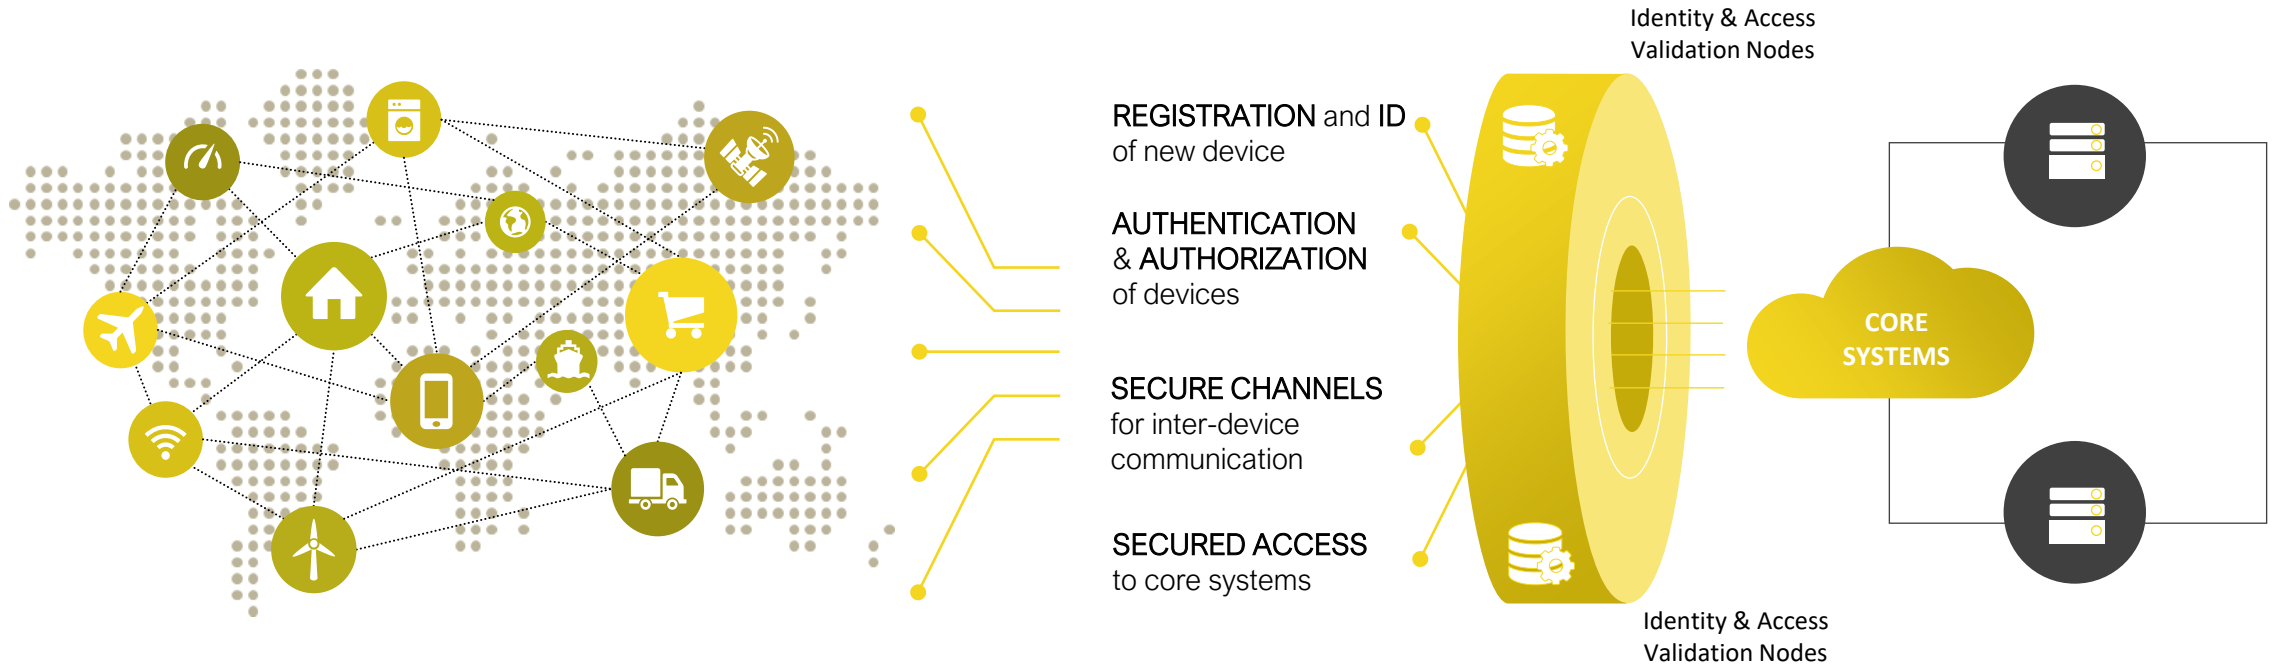 Identity & Access
Validation Nodes
REGISTRATION and ID
of new device
AUTHENTICATION
& AUTHORIZATION
of devices
SECURE CHANNELS
for inter-device
communication
SECURED ACCESS
to core systems
CORE
SYSTEMS
Identity & Access
Validation Nodes